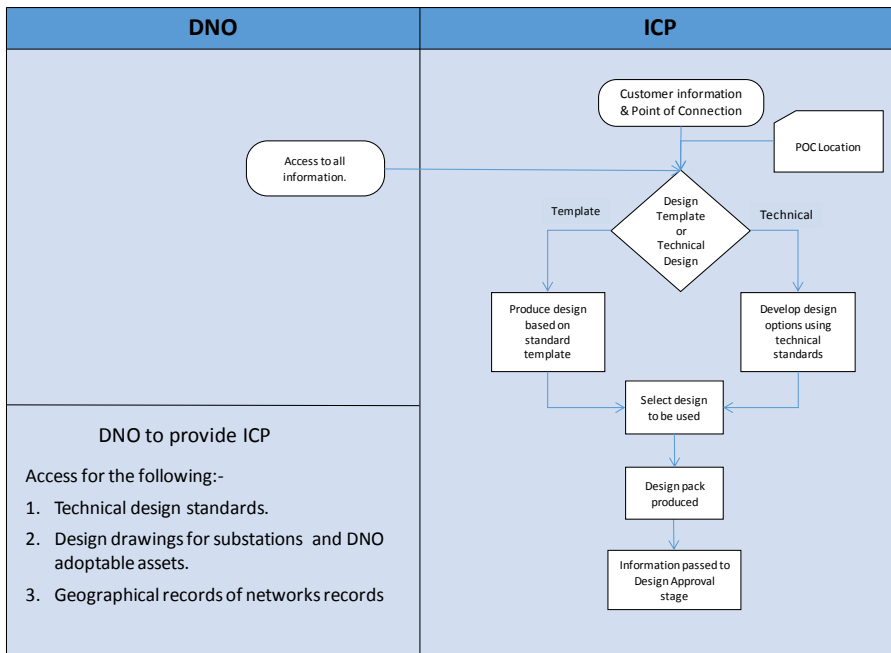 DNO
ICP
Customer information
& Point of Connection
POC Location
Access to all
information.
Design
Template
or
Technical
Design
Template
Technical
Produce design
based on
standard
template
Develop design
options using
technical
standards
Select design
to be used
Design pack
produced
Information passed to
Design Approval
stage
DNO to provide ICP
Access for the following:-
1. Technical design standards.
2. Design drawings for substations and DNO
adoptable assets.
3. Geographical records of networks records